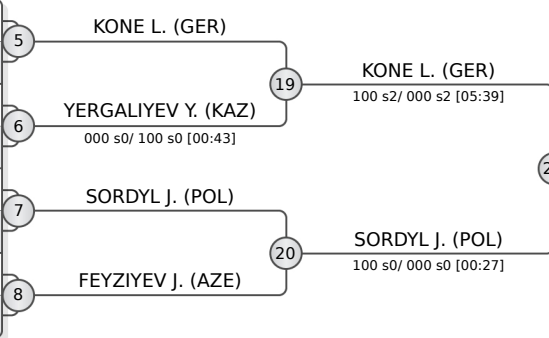 KONE L. (GER)
5
19
KONE L. (GER)
100 s2/ 000 s2 [05:39]
YERGALIYEV Y. (KAZ)
6
000 s0/ 100 s0 [00:43]
SORDYL J. (POL)
7
20
SORDYL J. (POL)
100 s0/ 000 s0 [00:27]
FEYZIYEV J. (AZE)
8